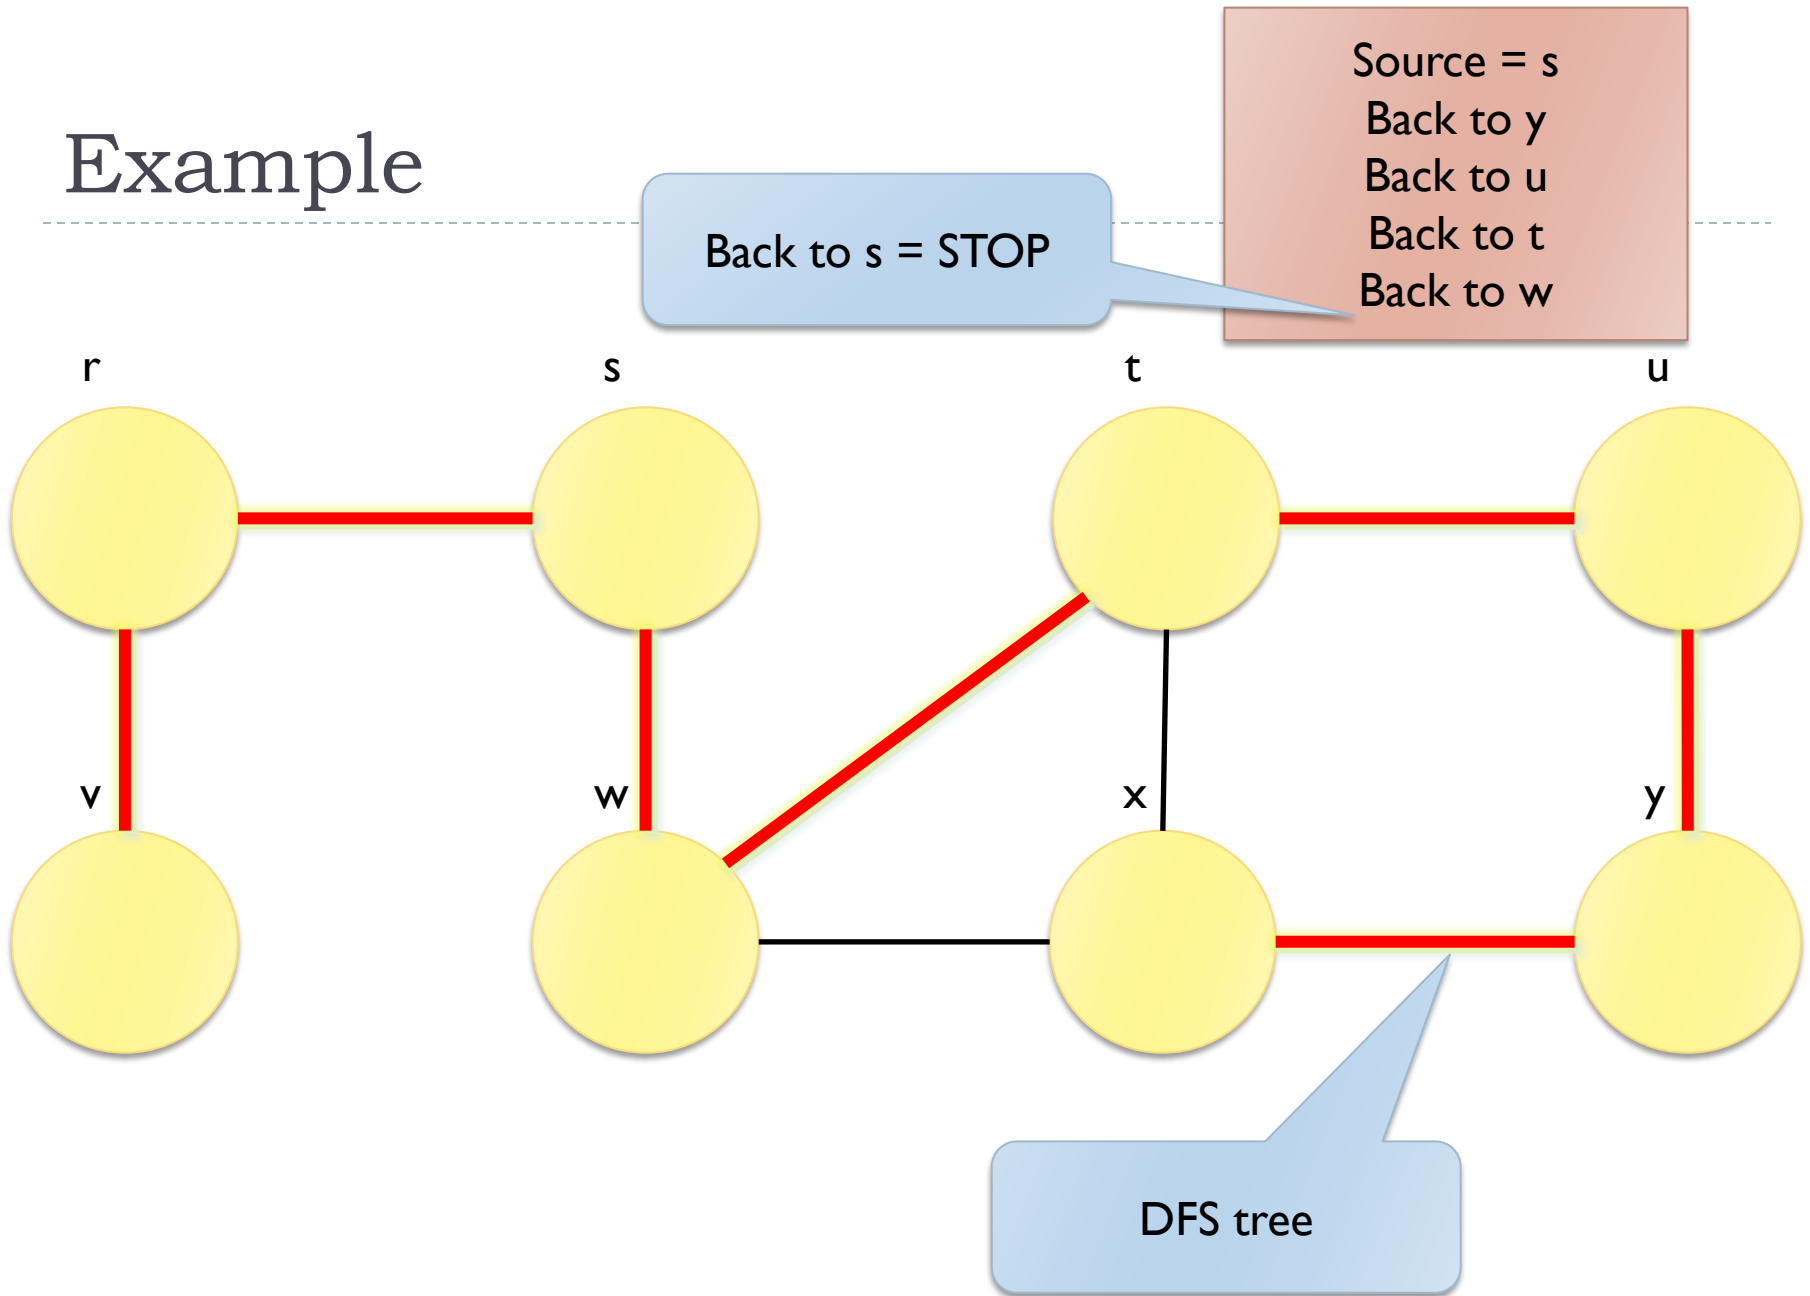 Example
Source = s
Back to y
Back to u
Back to t
Back to w
Back to s = STOP
r
s
t
u
v
w
x
y
DFS tree